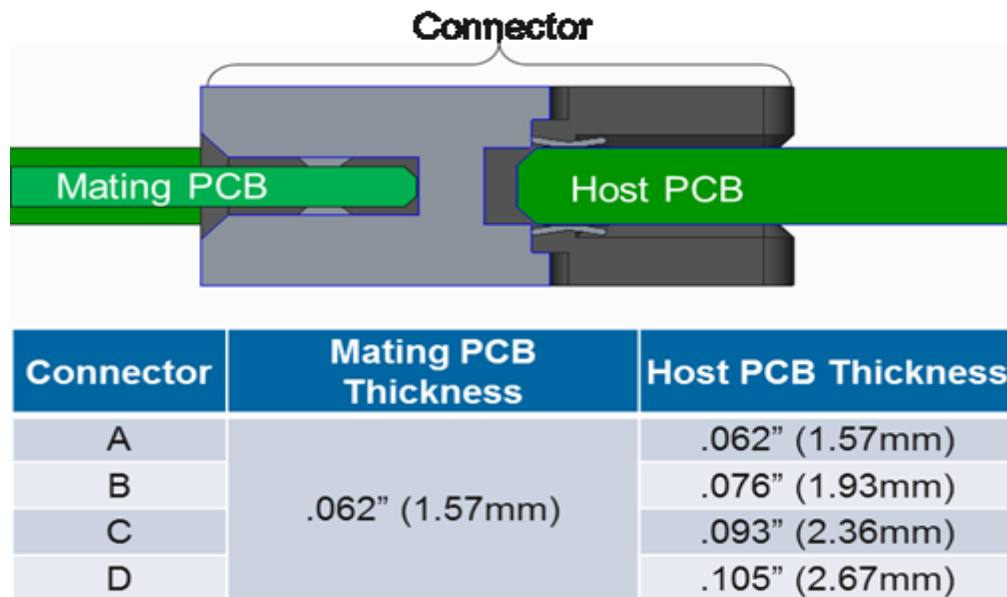 Connector
Mating PCB
Host PCB
Connector
Mating PCB
Thickness
Host PCB Thickness
A
.062” (1.57mm)
.062” (1.57mm)
B
.076” (1.93mm)
C
.093” (2.36mm)
D
.105” (2.67mm)